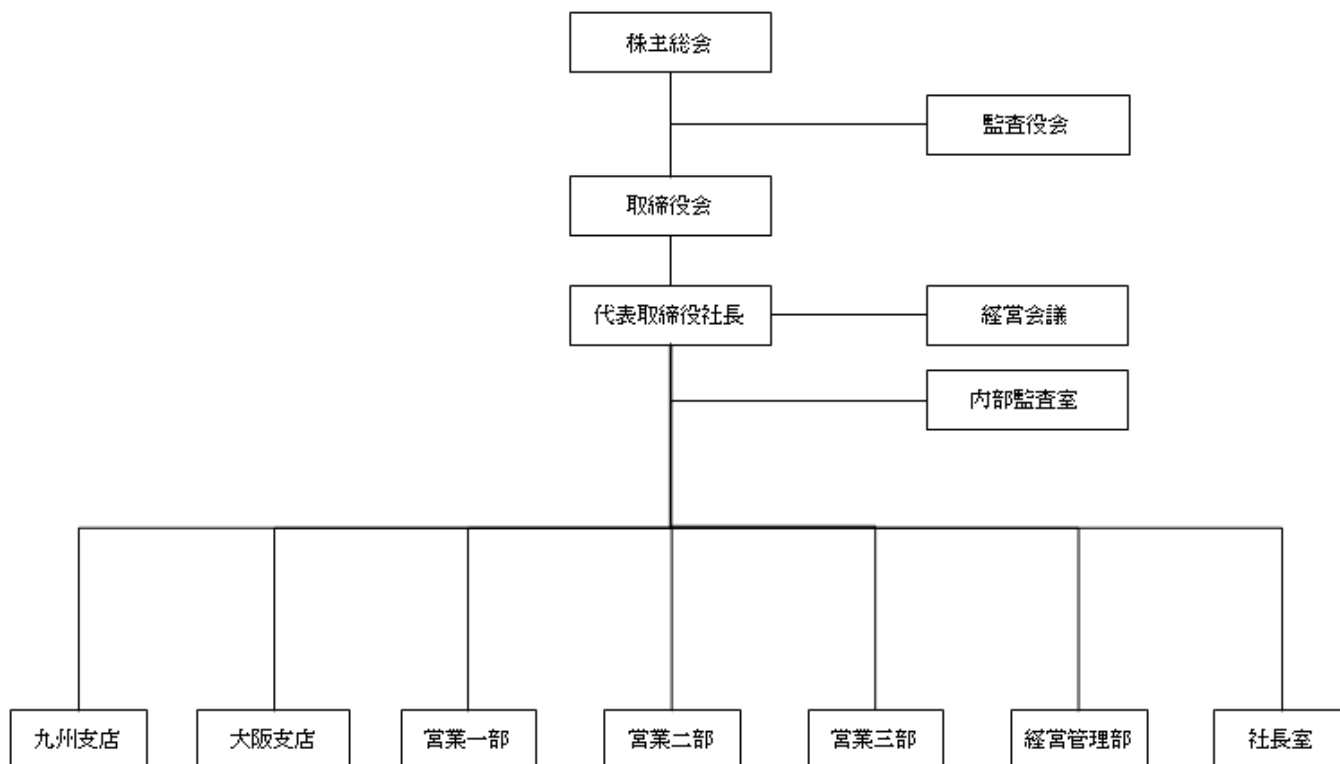 株主総会
監査役会
取締役会
代表取締役社長
経営会議
内部監査室
九州支店
大阪支店
営業一部
営業二部
営業三部
経営管理部
社長室